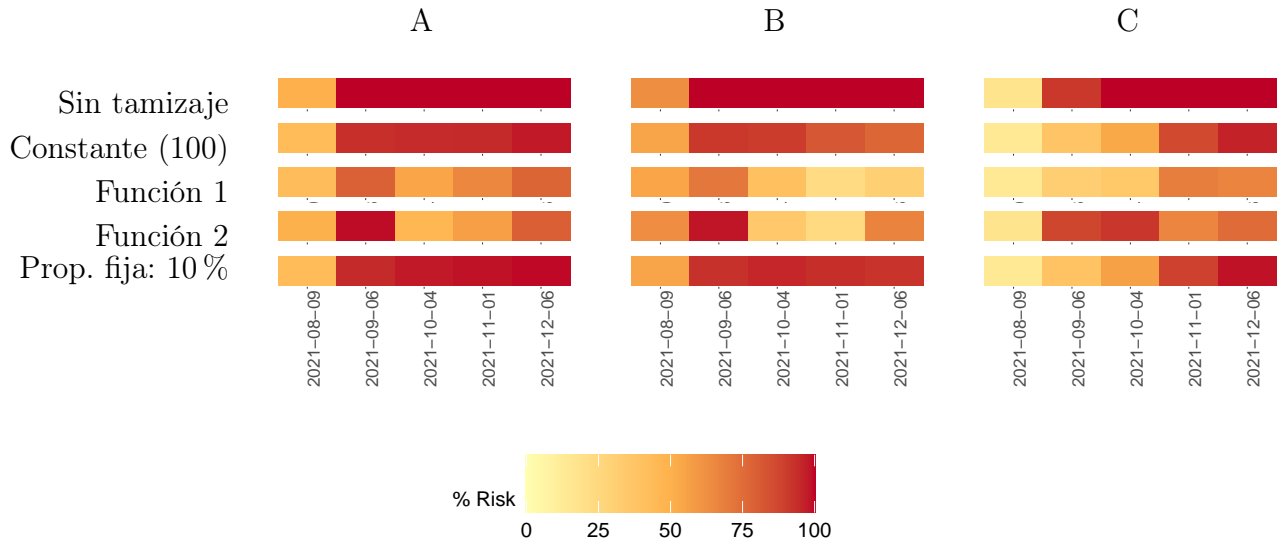 A B C
Sin tamizaje
Constante (100)
Función 1
Función 2
Prop. fija: 10 %
2021−08−09 2021−09−06 2021−10−04 2021−11−01 2021−12−06 2021−08−09 2021−09−06 2021−10−04 2021−11−01 2021−12−06 2021−08−09 2021−09−06 2021−10−04 2021−11−01 2021−12−06
% Risk
0 25 50 75 100